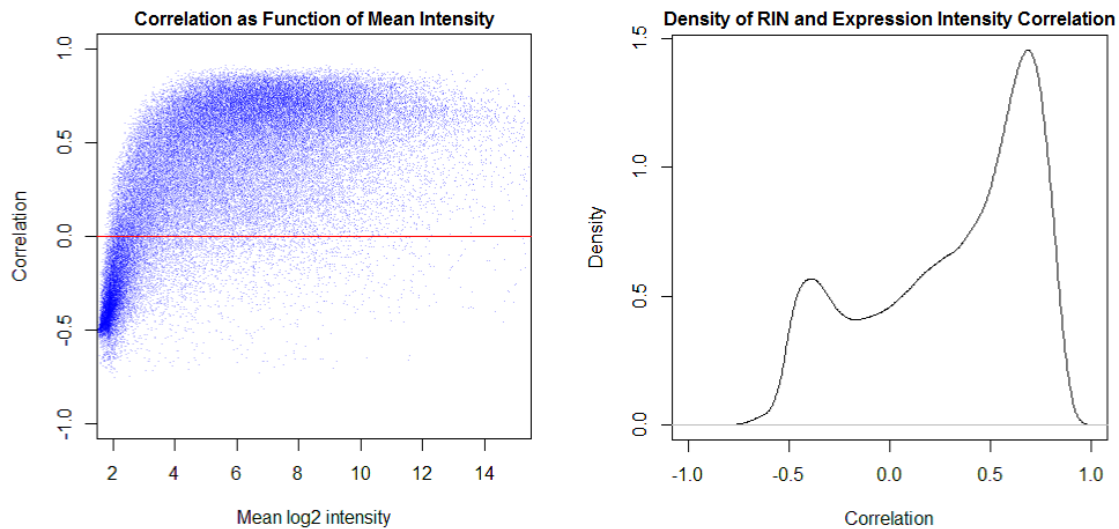 Correlation as Function of Mean Intensity
Correlation
1.0
0.5
0.0
-0.5
-1.0
2 4 6 8 10 12 14
Mean log2 intensity
Density of RIN and Expression Intensity Correlation
Density
1.5
1.0
0.5
0.0
-1.0 -0.5 0.0 0.5 1.0
Correlation